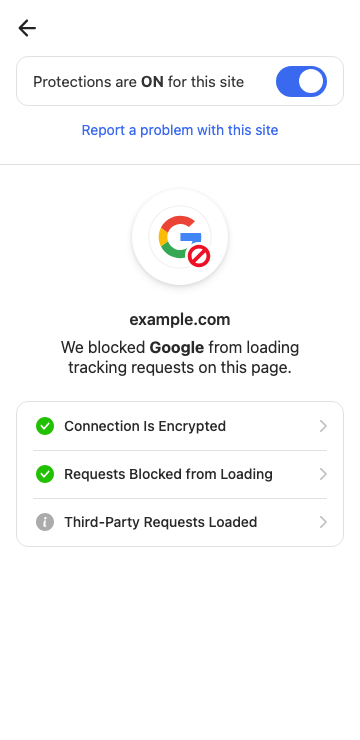 Protections are ON for this site
Report a problem with this site
example.com
We blocked Google from loading
tracking requests on this page.
Connection Is Encrypted
Requests Blocked from Loading
Third-Party Requests Loaded